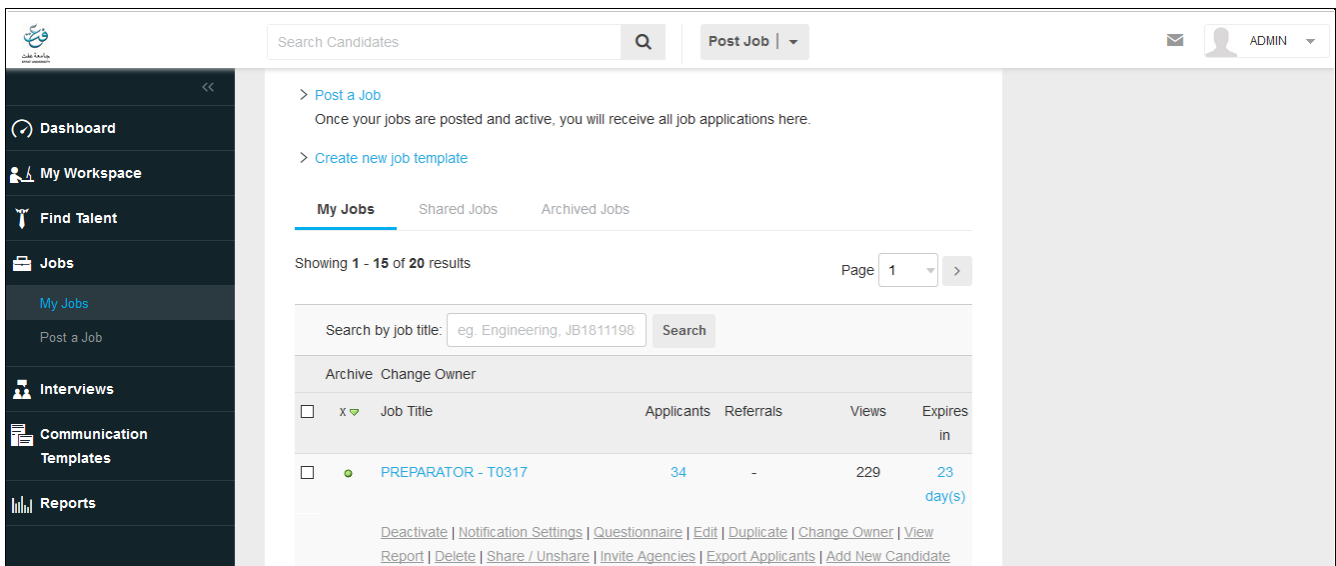 جامعة عفت
EFFAT UNIVERSITY
Search Candidates
Post Job | ADMIN
Dashboard
My Workspace
Find Talent
Jobs
My Jobs
Post a Job
Interviews
Communication
Templates
Reports
> Post a Job
Once your jobs are posted and active, you will receive all job applications here.
> Create new job template
My Jobs Shared Jobs Archived Jobs
Showing 1 - 15 of 20 results
Page 1 >
Search by job title: eg. Engineering, JB1811198 Search
Archive Change Owner
X Job Title Applicants Referrals Views Expires
in
PREPARATOR - T0317 34 - 229 23
day(s)
Deactivate | Notification Settings | Questionnaire | Edit | Duplicate | Change Owner | View
Report | Delete | Share / Unshare | Invite Agencies | Export Applicants | Add New Candidate